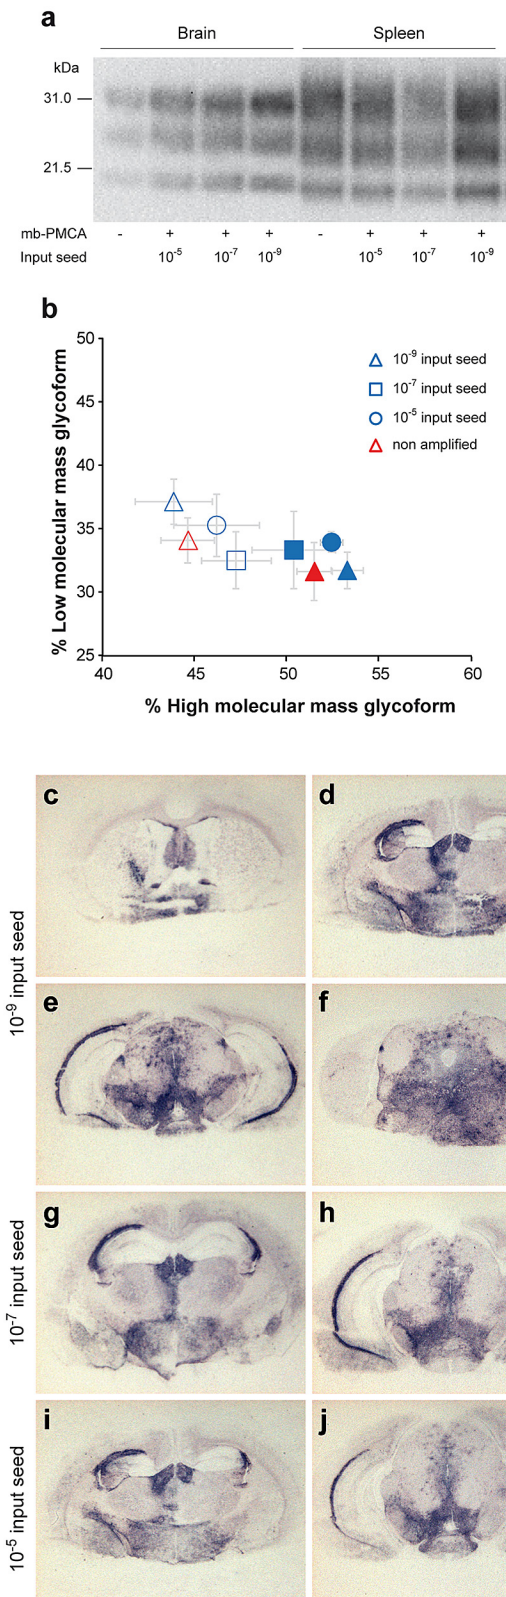 a
Brain Spleen
kDa
31.0
21.5
mb-PMCA - + + + - + + +
Input seed 10⁻⁵ 10⁻⁷ 10⁻⁹ 10⁻⁵ 10⁻⁷ 10⁻⁹
b
% Low molecular mass glycoform
50
45
40
35
30
25
10⁻⁹ input seed
10⁻⁷ input seed
10⁻⁵ input seed
non amplified
40 45 50 55 60
% High molecular mass glycoform
10⁻⁹ input seed
c d
e f
10⁻⁷ input seed
g h
10⁻⁵ input seed
i j